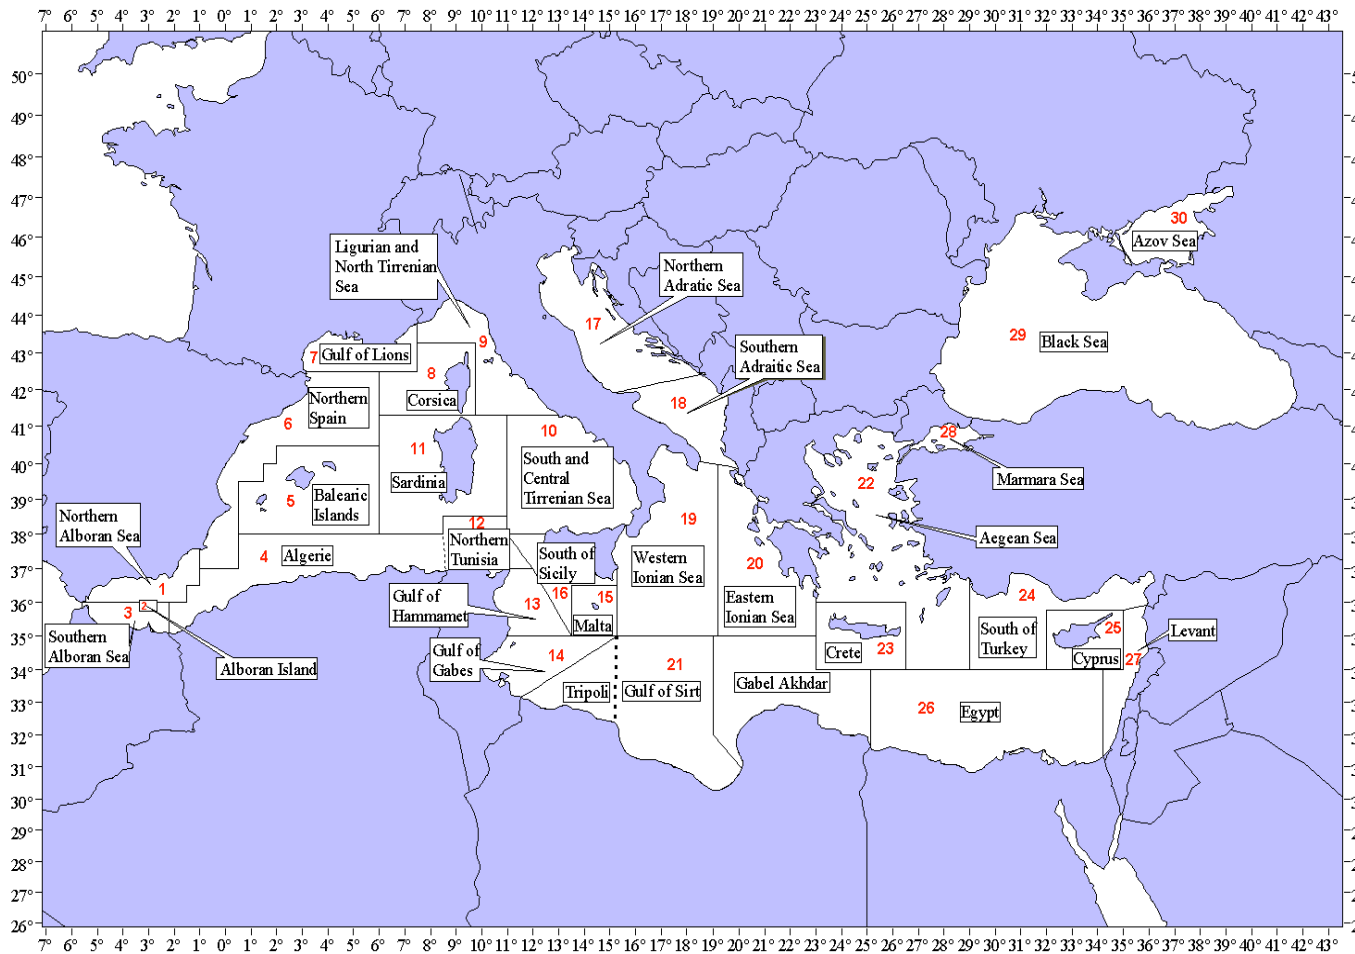 7° 6° 5° 4° 3° 2° 1° 0° 1° 2° 3° 4° 5° 6° 7° 8° 9° 10° 11° 12° 13° 14° 15° 16° 17° 18° 19° 20° 21° 22° 23° 24° 25° 26° 27° 28° 29° 30° 31° 32° 33° 34° 35° 36° 37° 38° 39° 40° 41° 42° 43°
50°
49°
48°
47°
30
46°
Azov Sea
Ligurian and
North Tirrenian
Sea
Northern
Adratic Sea
45°
44°
17
29
Black Sea
9
43°
7
Gulf of Lions
Southern
Adraitic Sea
8
42°
Corsica
Northern
Spain
18
6
41°
10
28
11
40°
South and
Central
Tirrenian Sea
Sardinia
22
Marmara Sea
39°
5
Balearic
Islands
Northern
Alboran Sea
12
19
Aegean Sea
38°
Northern
Tunisia
4
Algerie
South of
Sicily
Western
Ionian Sea
20
37°
1
Gulf of
Hammamet
16
15
13
24
Eastern
Ionian Sea
36°
2
3
Malta
South of
Turkey
25
Levant
35°
Southern
Alboran Sea
Alboran Island
Gulf of
Gabes
14
21
Crete
23
Cyprus
27
34°
Tripoli
Gulf of Sirt
Gabel Akhdar
33°
26
Egypt
32°
31°
30°
29°
28°
27°
26°
7° 6° 5° 4° 3° 2° 1° 0° 1° 2° 3° 4° 5° 6° 7° 8° 9° 10° 11° 12° 13° 14° 15° 16° 17° 18° 19° 20° 21° 22° 23° 24° 25° 26° 27° 28° 29° 30° 31° 32° 33° 34° 35° 36° 37° 38° 39° 40° 41° 42° 43°